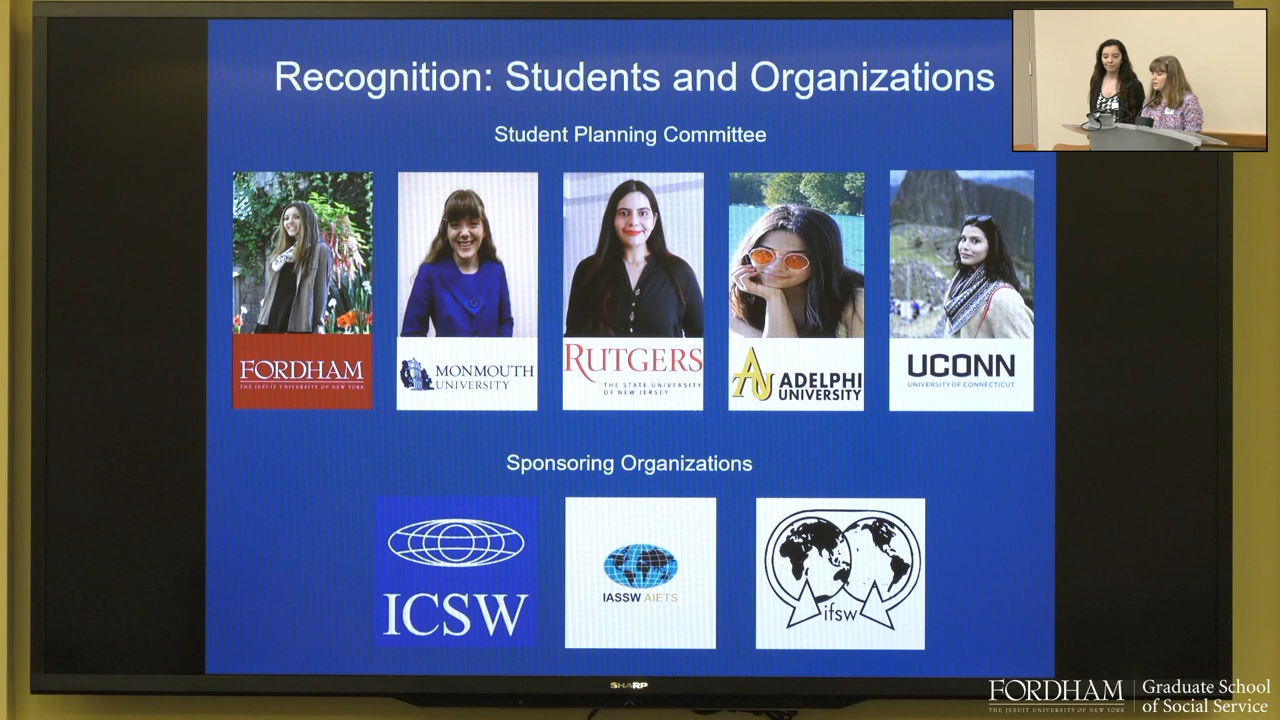 Recognition: Students and Organizations
Student Planning Committee
FORDHAM
THE JESUIT UNIVERSITY OF NEW YORK
MONMOUTH
UNIVERSITY
RUTGERS
THE STATE UNIVERSITY
OF NEW JERSEY
AU ADELPHI
UNIVERSITY
UCONN
UNIVERSITY OF CONNECTICUT
Sponsoring Organizations
ICSW
IASSW AIETS
ifsw
SHARP
FORDHAM
THE JESUIT UNIVERSITY OF NEW YORK
Graduate School
of Social Service